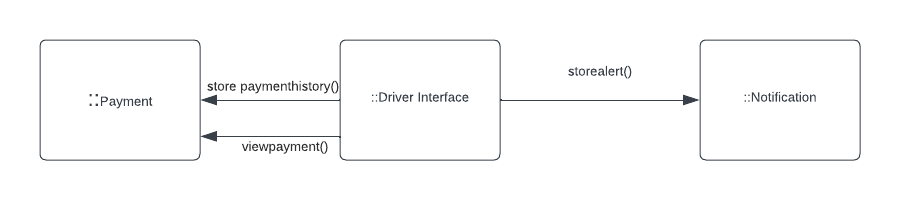 store paymenthistory()
::Payment
viewpayment()
::Driver Interface
storealert()
::Notification